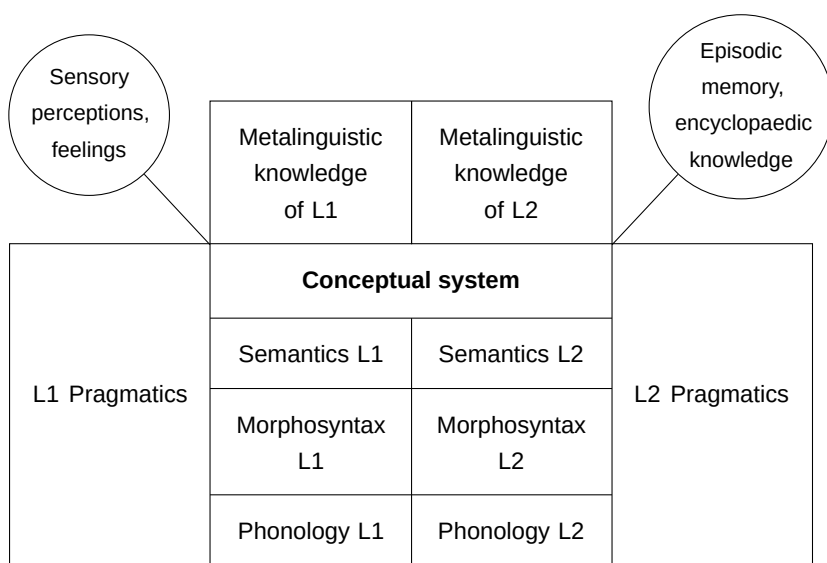 Sensory
perceptions,
feelings
Episodic
memory,
encyclopaedic
knowledge
Metalinguistic
knowledge
of L1
Metalinguistic
knowledge
of L2
Conceptual system
L1 Pragmatics
Semantics L1
Semantics L2
Morphosyntax
L1
Morphosyntax
L2
Phonology L1
Phonology L2
L2 Pragmatics